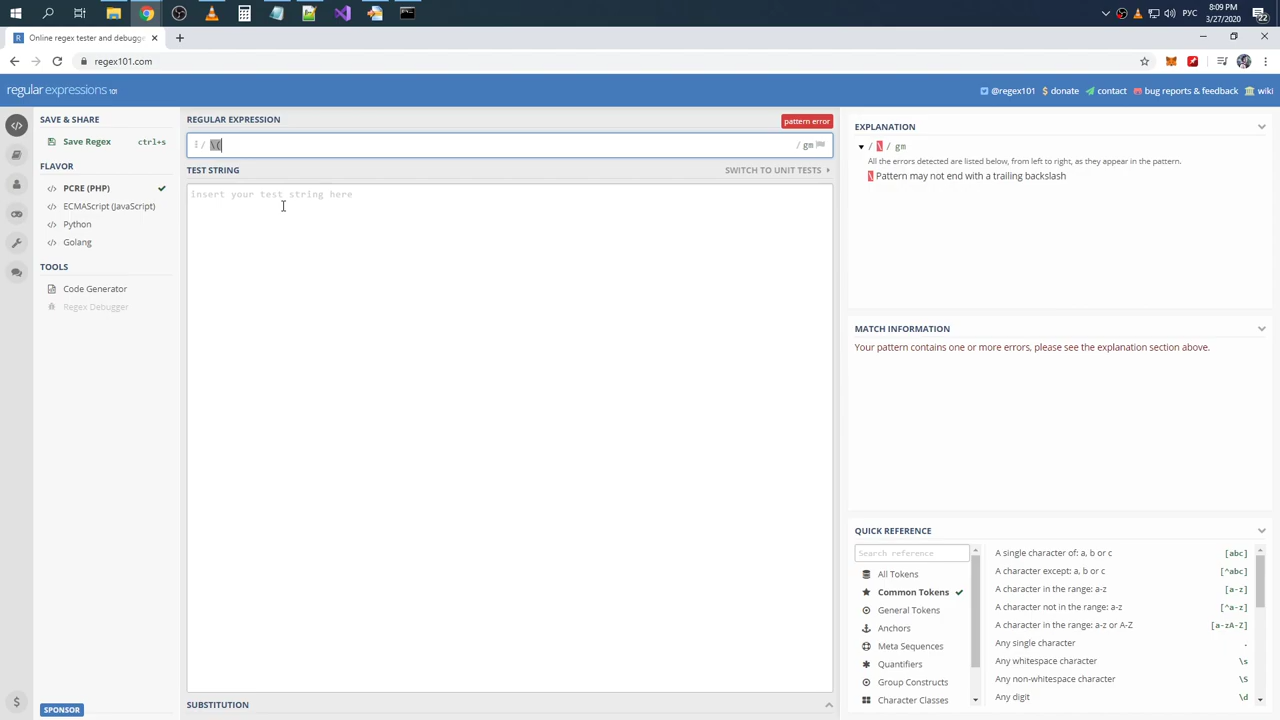 РУС
8:09 PM
3/27/2020
Online regex tester and debugge
regex101.com
regular expressions 101
@regex101
donate
contact
bug reports & feedback
wiki
SAVE & SHARE
Save Regex ctrl+s
FLAVOR
PCRE (PHP)
ECMAScript (JavaScript)
Python
Golang
TOOLS
Code Generator
Regex Debugger
SPONSOR
REGULAR EXPRESSION
pattern error
/ \( / gm
TEST STRING
SWITCH TO UNIT TESTS
insert your test string here
SUBSTITUTION
EXPLANATION
/ \ / gm
All the errors detected are listed below, from left to right, as they appear in the pattern.
\ Pattern may not end with a trailing backslash
MATCH INFORMATION
Your pattern contains one or more errors, please see the explanation section above.
QUICK REFERENCE
Search reference
All Tokens
Common Tokens
General Tokens
Anchors
Meta Sequences
Quantifiers
Group Constructs
Character Classes
A single character of: a, b or c [abc]
A character except: a, b or c [^abc]
A character in the range: a-z [a-z]
A character not in the range: a-z [^a-z]
A character in the range: a-z or A-Z [a-zA-Z]
Any single character .
Any whitespace character \s
Any non-whitespace character \S
Any digit \d